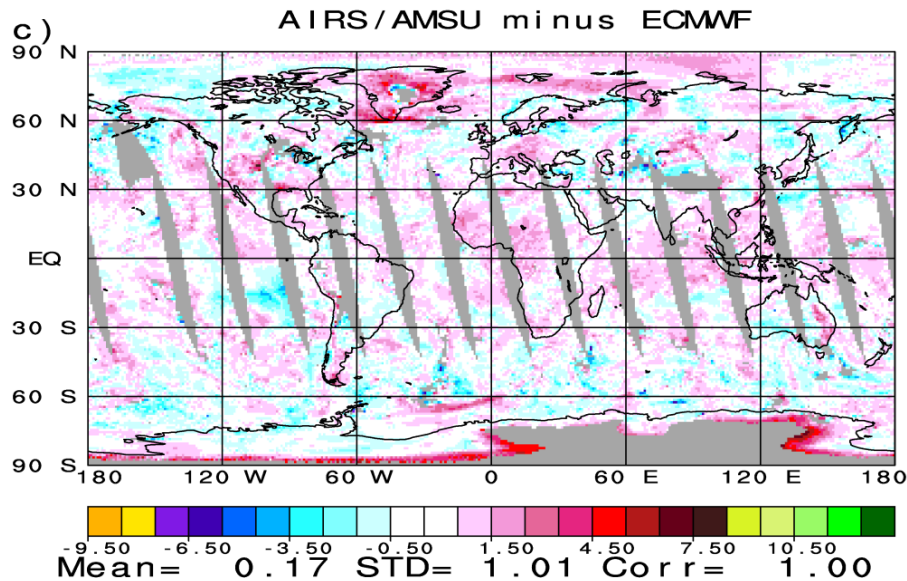 c)
AIRS/AMSU minus ECMWF
90 N
60 N
30 N
EQ
30 S
60 S
90 S
180 120 W 60 W 0 60 E 120 E 180
-9.50 -6.50 -3.50 -0.50 1.50 4.50 7.50 10.50
Mean= 0.17 STD= 1.01 Corr= 1.00